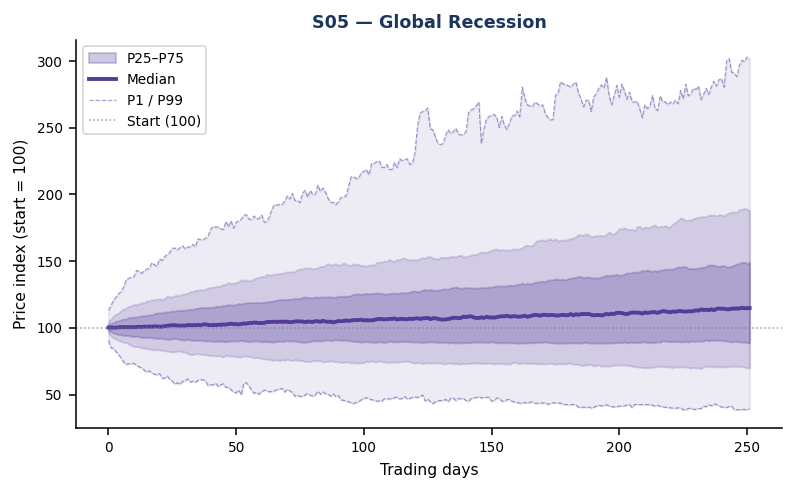 S05 — Global Recession
P25–P75
Median
P1 / P99
Start (100)
Price index (start = 100)
300
250
200
150
100
50
0
50
100
150
200
250
Trading days